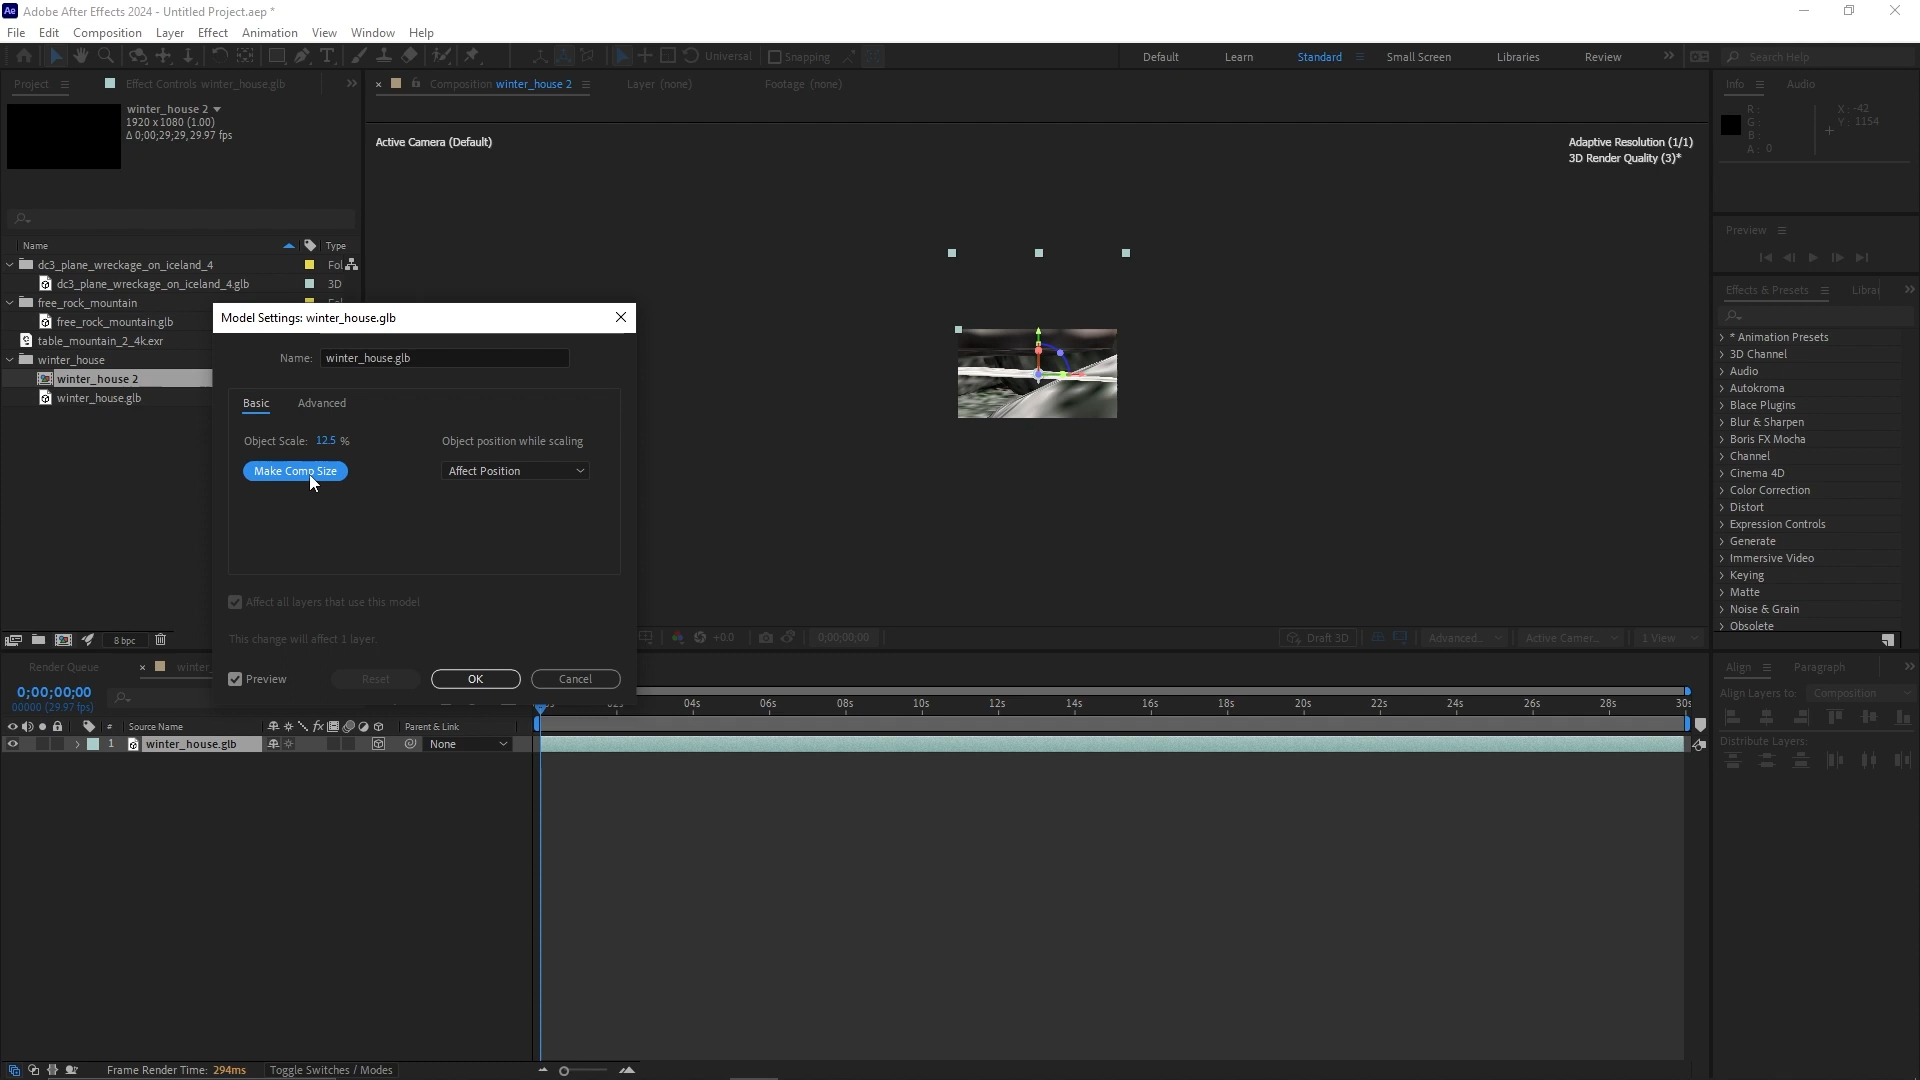 Adobe After Effects 2024 - Untitled Project.aep *
File Edit Composition Layer Effect Animation View Window Help
Universal Snapping Default Learn Standard Small Screen Libraries Review Search Help
Project Effect Controls winter_house.glb
Composition winter_house 2 Layer (none) Footage (none)
Info Audio
winter_house 2
1920 x 1080 (1.00)
Δ 0;00;29;29, 29.97 fps
R:
G:
B:
A: 0
X: -42
Y: 1154
Active Camera (Default)
Adaptive Resolution (1/1)
3D Render Quality (3)*
Preview
Name Type
dc3_plane_wreckage_on_iceland_4 Fol
dc3_plane_wreckage_on_iceland_4.glb 3D
free_rock_mountain
free_rock_mountain.glb
table_mountain_2_4k.exr
winter_house
winter_house 2
winter_house.glb
Model Settings: winter_house.glb
Name: winter_house.glb
Basic Advanced
Object Scale: 12.5 % Object position while scaling
Make Comp Size Affect Position
Affect all layers that use this model
This change will affect 1 layer.
Preview Reset OK Cancel
Effects & Presets Librar
* Animation Presets
3D Channel
Audio
Autokroma
Blace Plugins
Blur & Sharpen
Boris FX Mocha
Channel
Cinema 4D
Color Correction
Distort
Expression Controls
Generate
Immersive Video
Keying
Matte
Noise & Grain
Obsolete
8 bpc
+0.0 0;00;00;00 Draft 3D Advanced... Active Camer... 1 View
Render Queue winter_
0;00;00;00
00000 (29.97 fps)
# Source Name Parent & Link
1 winter_house.glb None
04s 06s 08s 10s 12s 14s 16s 18s 20s 22s 24s 26s 28s 30s
Align Paragraph
Align Layers to: Composition
Distribute Layers:
Frame Render Time: 294ms Toggle Switches / Modes